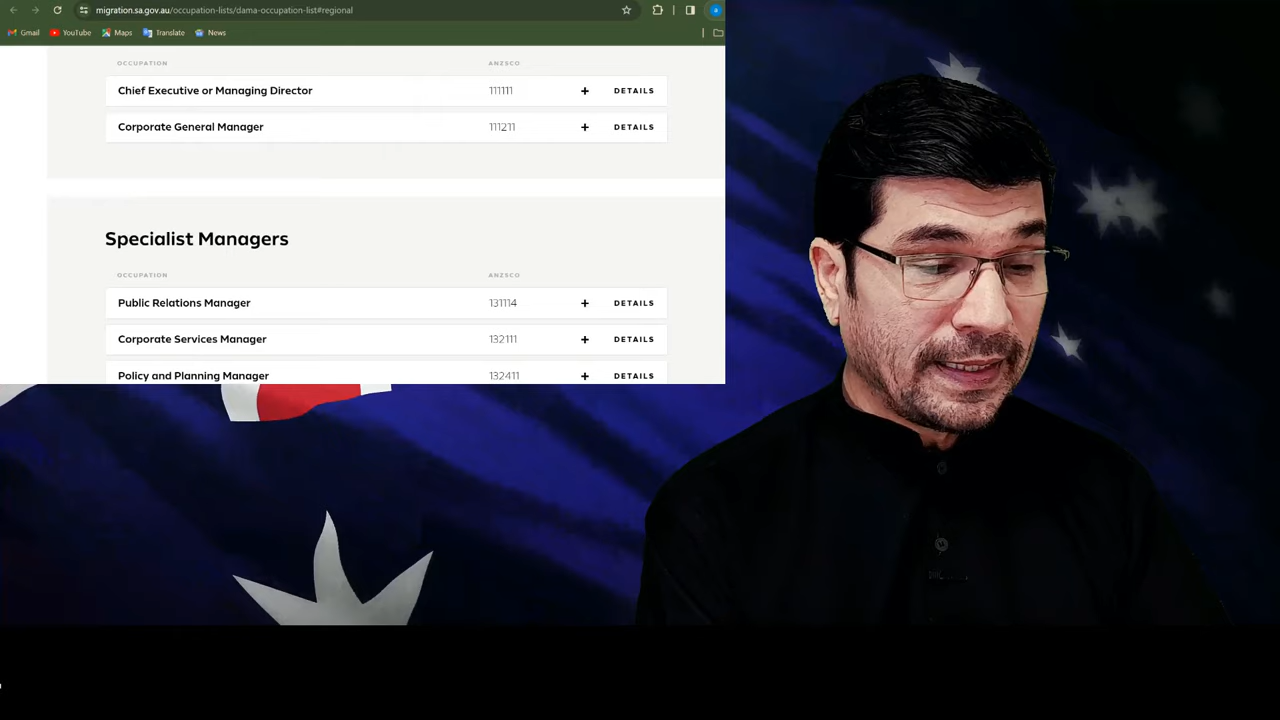 migration.sa.gov.au/occupation-lists/dama-occupation-list#regional
Gmail YouTube Maps Translate News
OCCUPATION ANZSCO
Chief Executive or Managing Director 111111 + DETAILS
Corporate General Manager 111211 + DETAILS
Specialist Managers
OCCUPATION ANZSCO
Public Relations Manager 131114 + DETAILS
Corporate Services Manager 132111 + DETAILS
Policy and Planning Manager 132411 + DETAILS